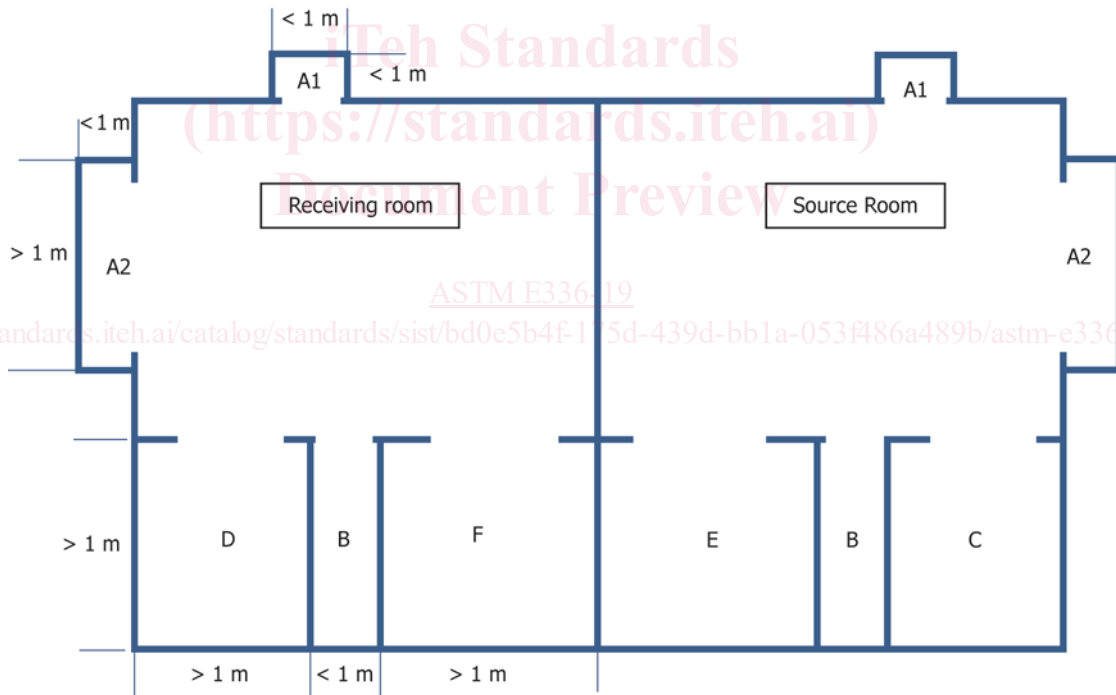 < 1 m
iTeh Standards
A1
< 1 m
A1
< 1 m
(https://standards.iteh.ai)
Document Preview
Receiving room
Source Room
> 1 m
A2
A2
ASTM E336-19
andards.iteh.ai/catalog/standards/sist/bd0e5b4f-175d-439d-bb1a-053f486a489b/astm-e336
> 1 m
D
B
F
E
B
C
> 1 m
< 1 m
> 1 m